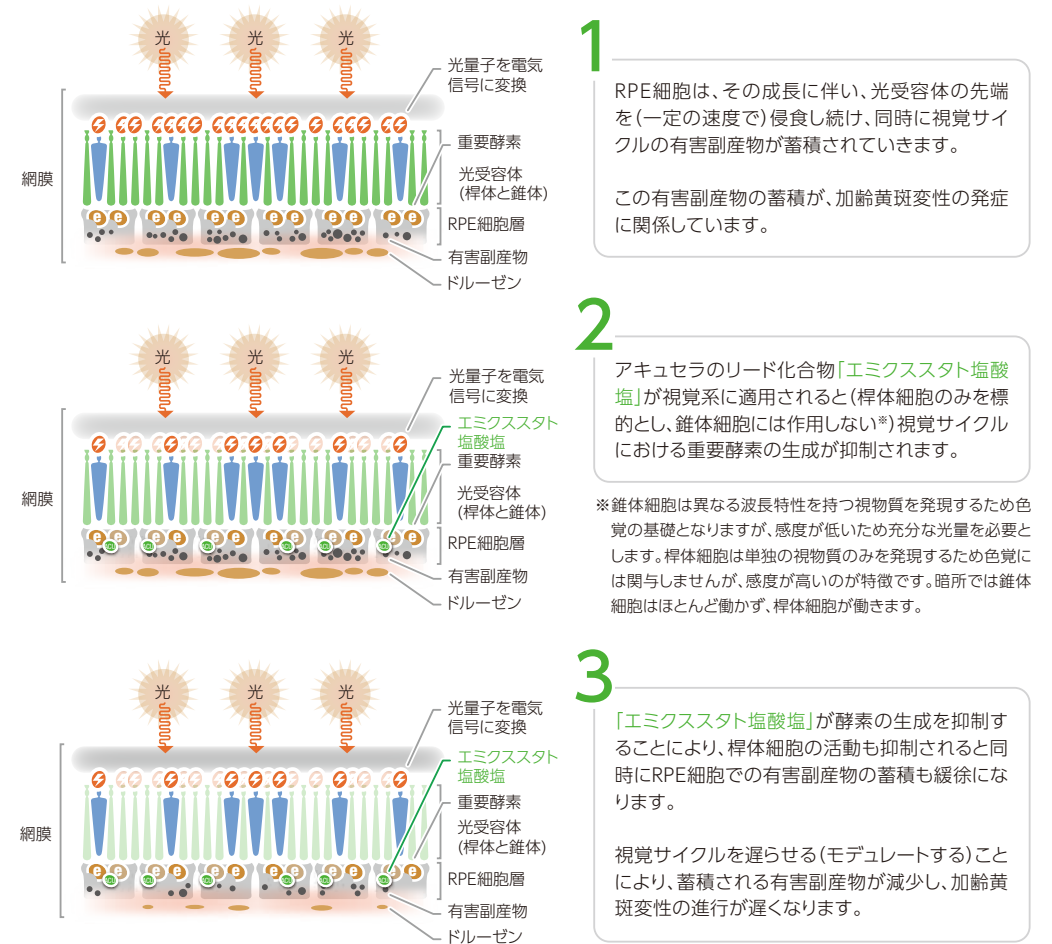 光
光
光
光量子を電気
信号に変換
重要酵素
光受容体
(桿体と錐体)
網膜
e e e e e e e e e e e e
RPE細胞層
有害副産物
ドルーゼン
1
RPE細胞は、その成長に伴い、光受容体の先端
を(一定の速度で)侵食し続け、同時に視覚サイ
クルの有害副産物が蓄積されていきます。
この有害副産物の蓄積が、加齢黄斑変性の発症
に関係しています。
光
光
光
光量子を電気
信号に変換
エミクススタト
塩酸塩
重要酵素
光受容体
(桿体と錐体)
網膜
RPE細胞層
有害副産物
ドルーゼン
2
アキュセラのリード化合物「エミクススタト塩酸
塩」が視覚系に適用されると(桿体細胞のみを標
的とし、錐体細胞には作用しない※)視覚サイクル
における重要酵素の生成が抑制されます。
※錐体細胞は異なる波長特性を持つ視物質を発現するため色
覚の基礎となりますが、感度が低いため充分な光量を必要と
します。桿体細胞は単独の視物質のみを発現するため色覚に
は関与しませんが、感度が高いのが特徴です。暗所では錐体
細胞はほとんど働かず、桿体細胞が働きます。
光
光
光
光量子を電気
信号に変換
エミクススタト
塩酸塩
重要酵素
光受容体
(桿体と錐体)
網膜
RPE細胞層
有害副産物
ドルーゼン
3
「エミクススタト塩酸塩」が酵素の生成を抑制す
ることにより、桿体細胞の活動も抑制されると同
時にRPE細胞での有害副産物の蓄積も緩徐にな
ります。
視覚サイクルを遅らせる(モデュレートする)こと
により、蓄積される有害副産物が減少し、加齢黄
斑変性の進行が遅くなります。